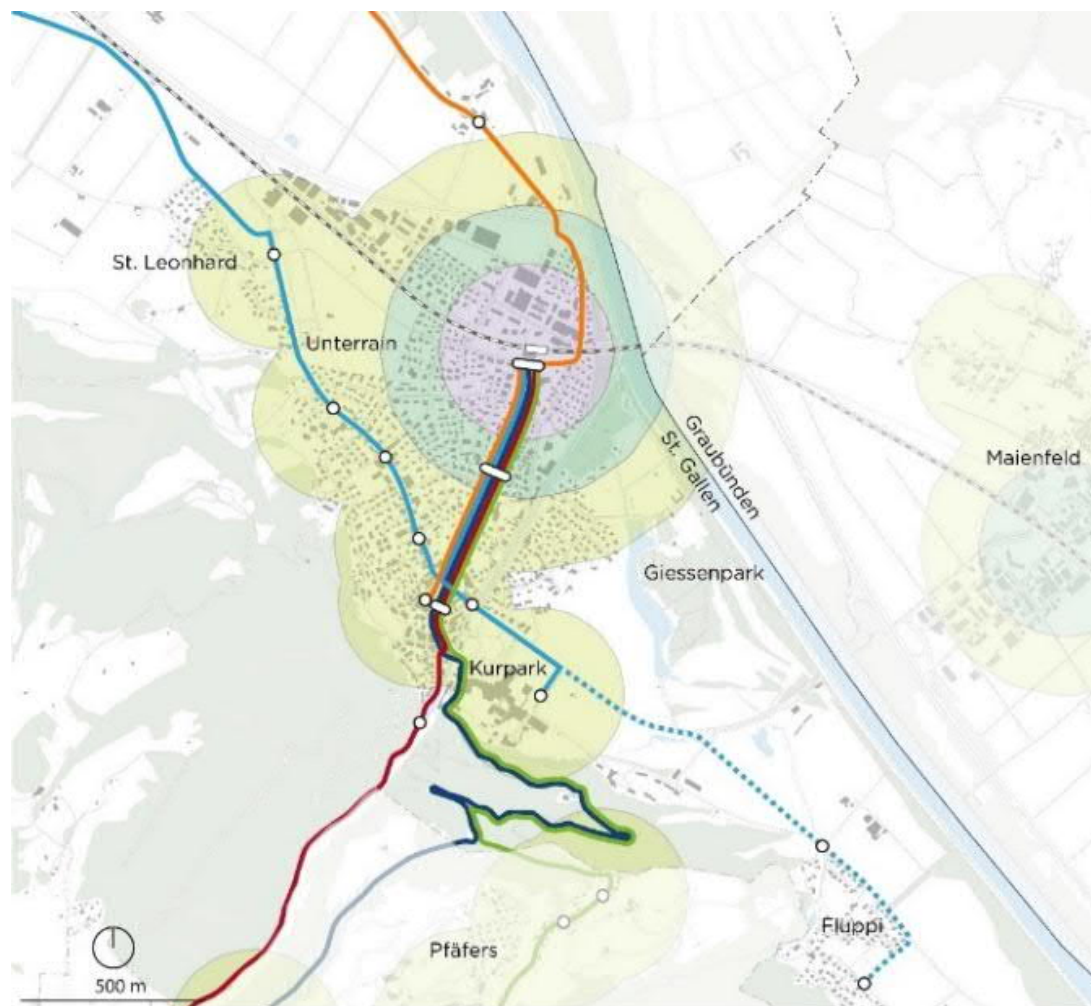 St. Leonhard
Unterrain
Graubünden
St. Gallen
Maienfeld
Giessenpark
Kurpark
Pfäfers
Fluppi
500 m